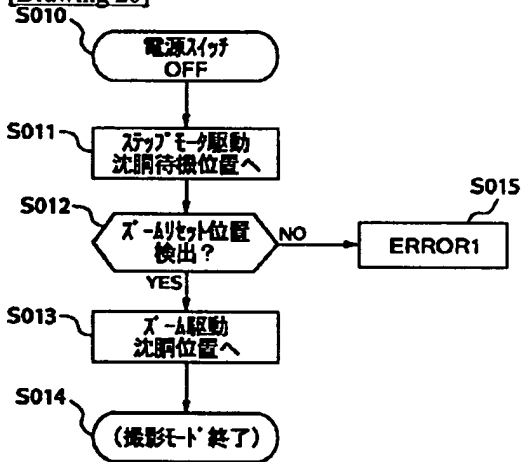 [Drawing 20]
S010
電源スイッチ
OFF
S011
ステップモータ駆動
沈胴待機位置へ
S012
ズームリセット位置
検出？
NO
S015
ERROR1
YES
S013
ズーム駆動
沈胴位置へ
S014
(撮影モード終了)